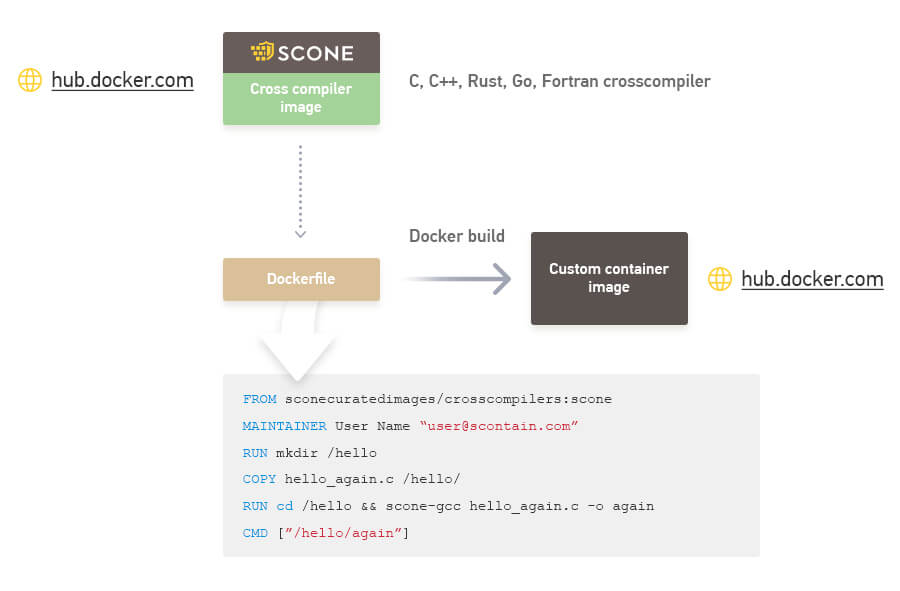 SCONE
hub.docker.com
Cross compiler
image
C, C++, Rust, Go, Fortran crosscompiler
Docker build
Dockerfile
Custom container
image
hub.docker.com
FROM sconecuratedimages/crosscompilers:scone
MAINTAINER User Name “user@scontain.com”
RUN mkdir /hello
COPY hello_again.c /hello/
RUN cd /hello && scone-gcc hello_again.c -o again
CMD [”/hello/again”]